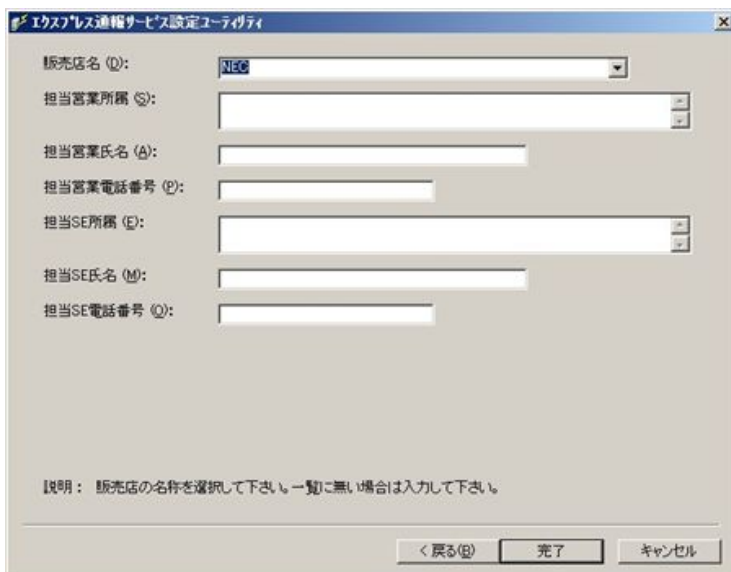 エクスプレス通報サービス設定ユーティリティ
販売店名 (D):
NEC
担当営業所属 (S):
担当営業氏名 (A):
担当営業電話番号 (P):
担当SE所属 (E):
担当SE氏名 (M):
担当SE電話番号 (O):
説明： 販売店の名称を選択して下さい。一覧に無い場合は入力して下さい。
< 戻る(B) 完了 キャンセル